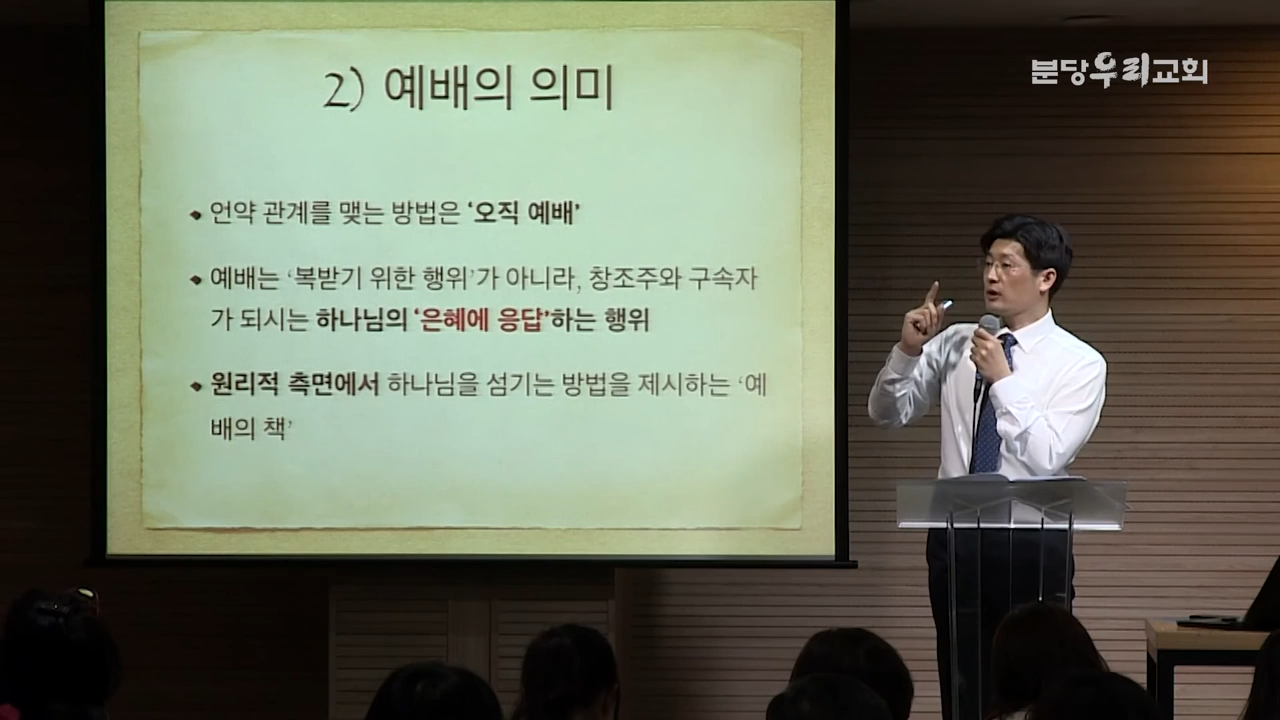 분당우리교회
2) 예배의 의미
언약 관계를 맺는 방법은 ‘오직 예배’
예배는 ‘복받기 위한 행위’가 아니라, 창조주와 구속자
가 되시는 하나님의 ‘은혜에 응답’하는 행위
원리적 측면에서 하나님을 섬기는 방법을 제시하는 ‘예
배의 책’